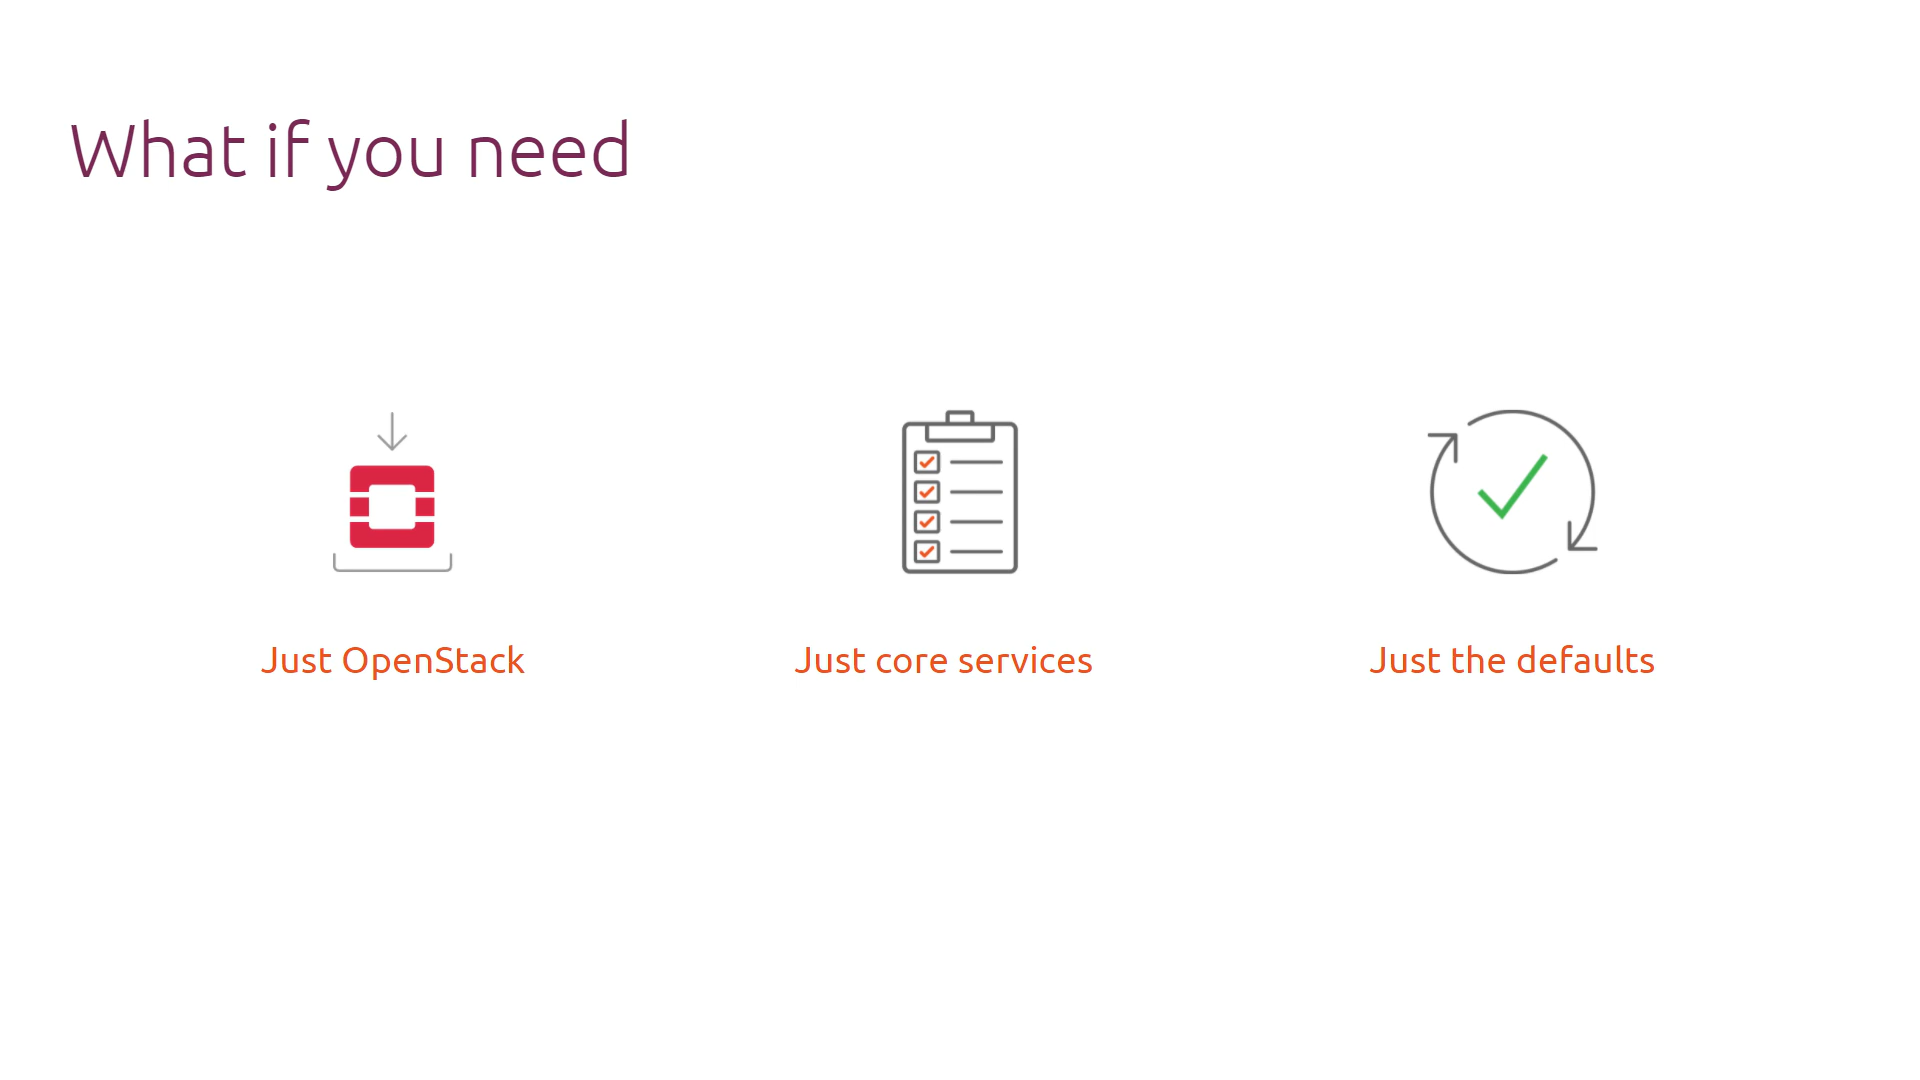 What if you need
Just OpenStack
Just core services
Just the defaults